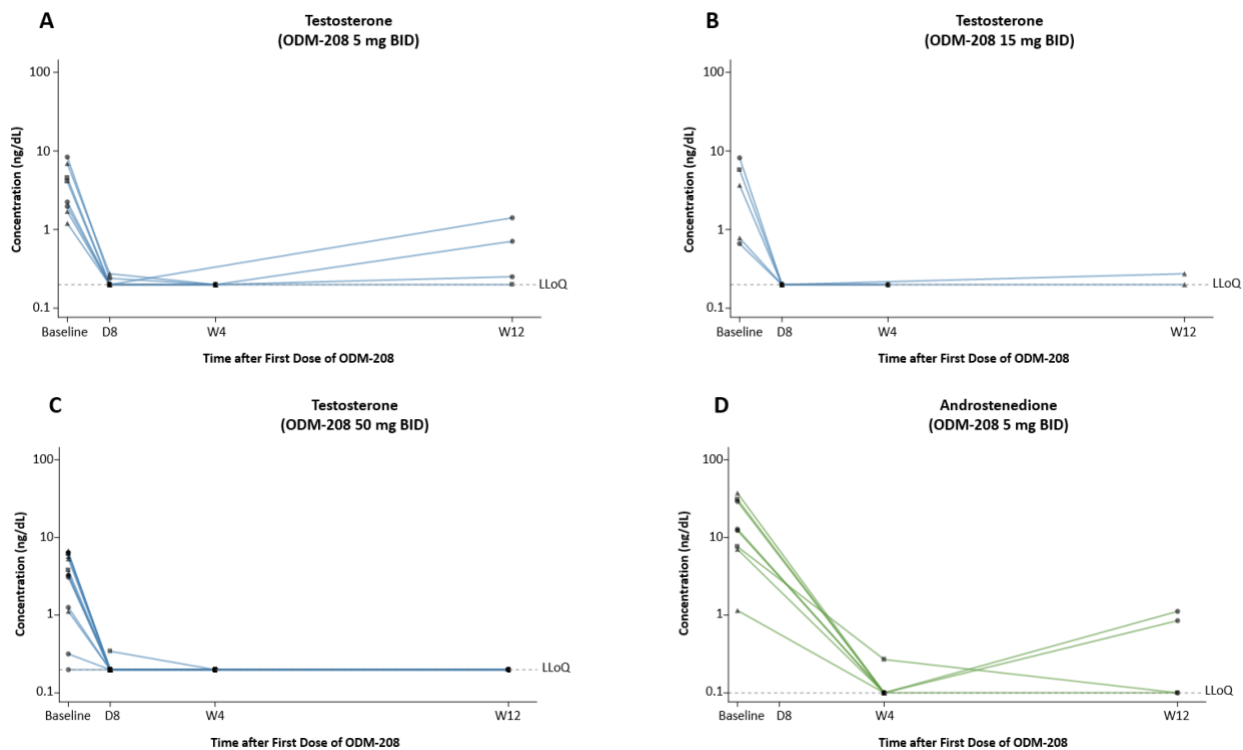 A
Testosterone
(ODM-208 5 mg BID)
Concentration (ng/dL)
100
10
1
0.1
LLoQ
Baseline D8 W4 W12
Time after First Dose of ODM-208
B
Testosterone
(ODM-208 15 mg BID)
Concentration (ng/dL)
100
10
1
0.1
LLoQ
Baseline D8 W4 W12
Time after First Dose of ODM-208
C
Testosterone
(ODM-208 50 mg BID)
Concentration (ng/dL)
100
10
1
0.1
LLoQ
Baseline D8 W4 W12
Time after First Dose of ODM-208
D
Androstenedione
(ODM-208 5 mg BID)
Concentration (ng/dL)
100
10
1
0.1
LLoQ
Baseline D8 W4 W12
Time after First Dose of ODM-208